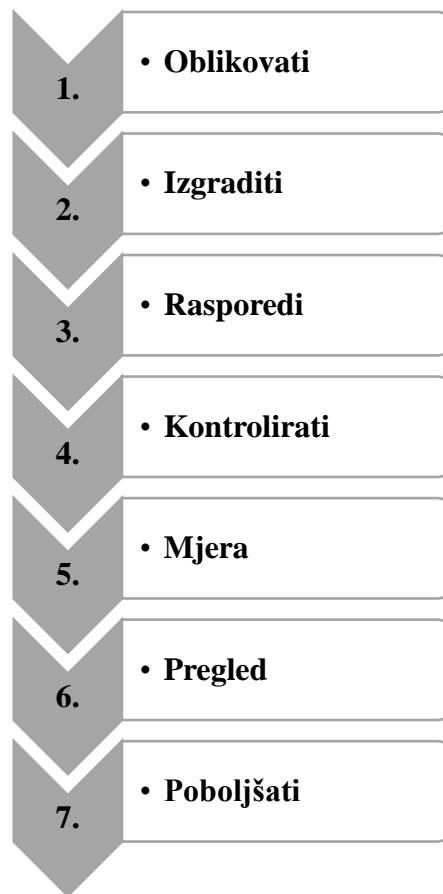 1. • Oblikovati
2. • Izgraditi
3. • Rasporedi
4. • Kontrolirati
5. • Mjera
6. • Pregled
7. • Poboljšati